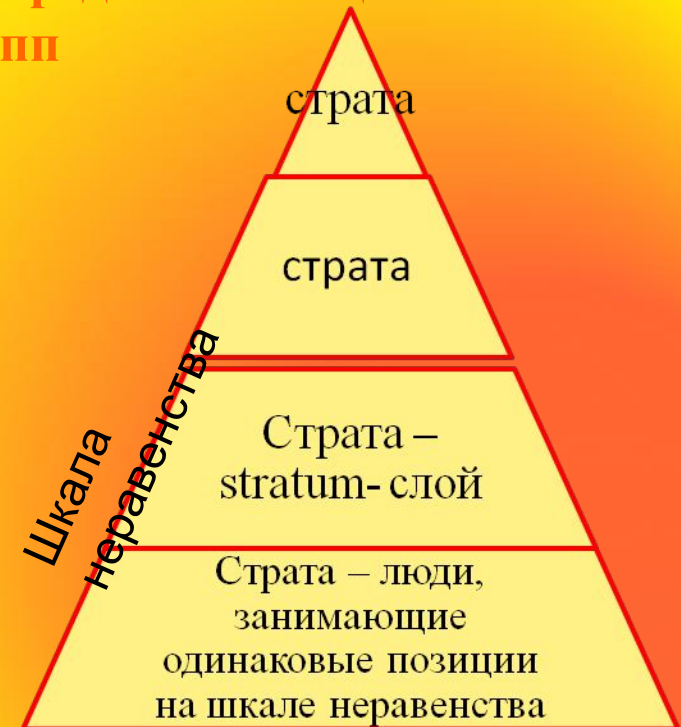 пп
страта
страта
Страта –
stratum- слой
Страта – люди,
занимающие
одинаковые позиции
на шкале неравенства
Шкала
неравенства